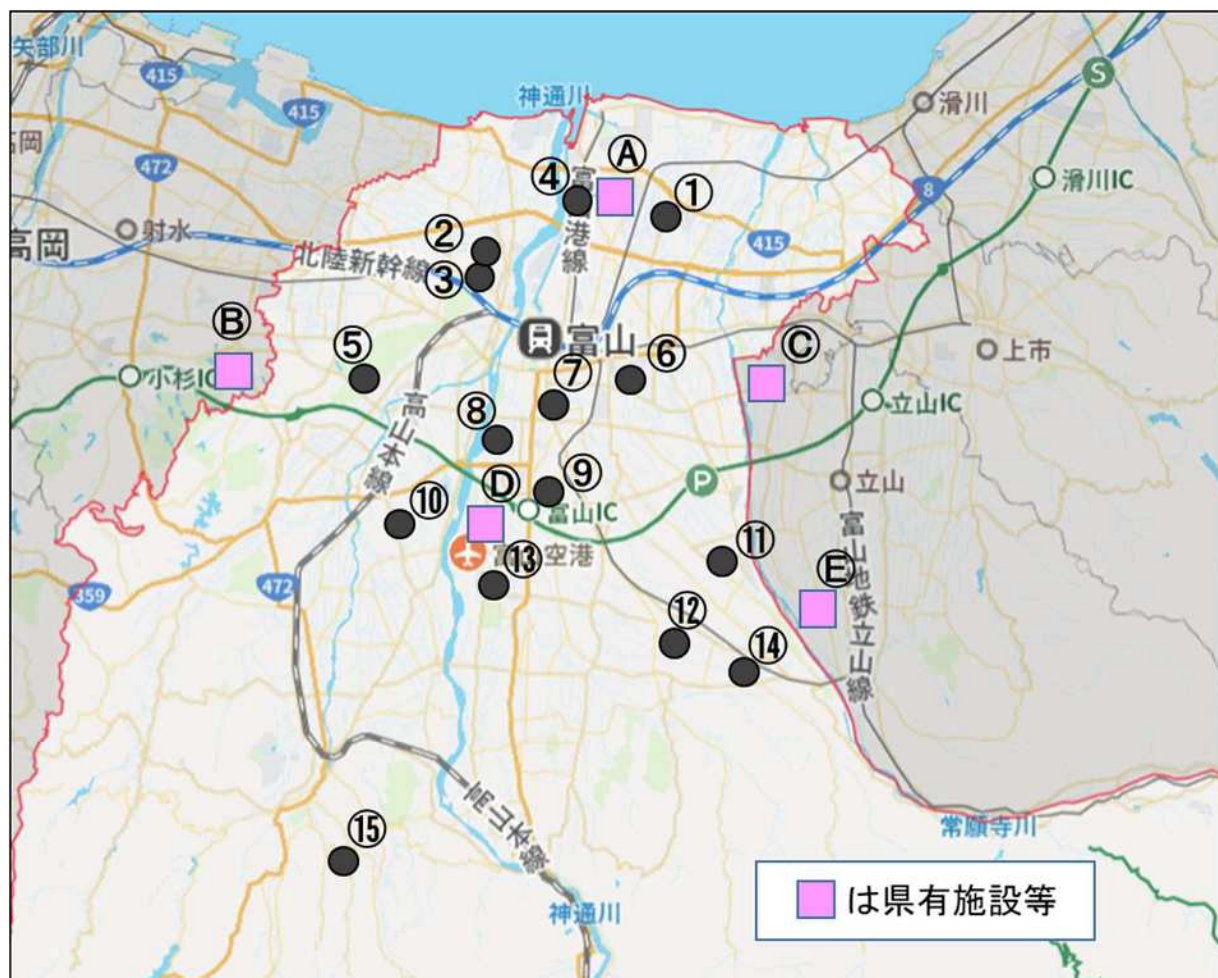 矢部川
415
415
神通川
滑川
S
高岡
472
④
Ⓐ
①
滑川IC
8
射水
高岡
②
415
北陸新幹線
③
富
港線
富山
⑥
上市
Ⓑ
⑤
Ⓒ
小杉IC
⑦
立山IC
高山本線
⑧
⑨
P
立山
⑩
Ⓓ
富山IC
⑪
富
空港
⑬
富山地鉄立山線
Ⓔ
472
359
⑫
⑭
高山本線
常願寺川
⑮
神通川
は県有施設等